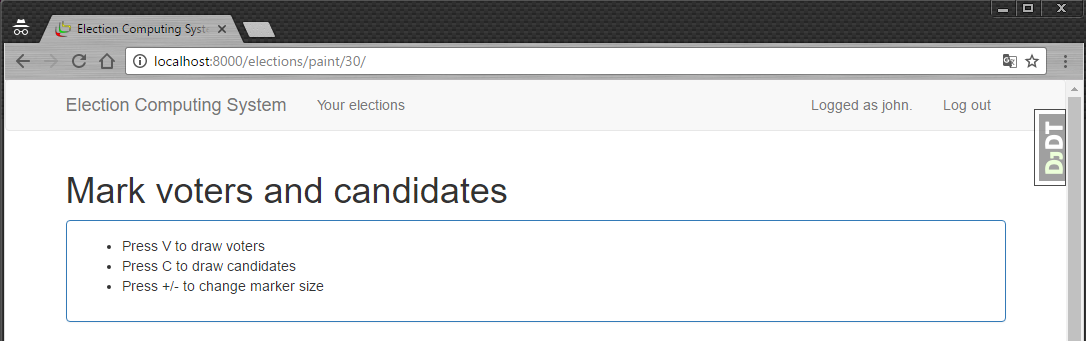 Election Computing Syst
localhost:8000/elections/paint/30/
Election Computing System Your elections Logged as john. Log out
DjDT
Mark voters and candidates
Press V to draw voters
Press C to draw candidates
Press +/- to change marker size